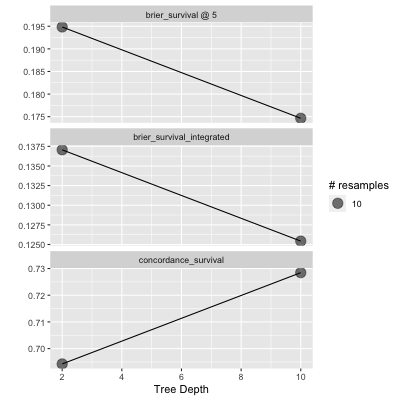 brier_survival @ 5
0.195
0.190
0.185
0.180
0.175
brier_survival_integrated
0.1375
0.1350
0.1325
0.1300
0.1275
0.1250
concordance_survival
0.73
0.72
0.71
0.70
2 4 6 8 10
Tree Depth
# resamples
10